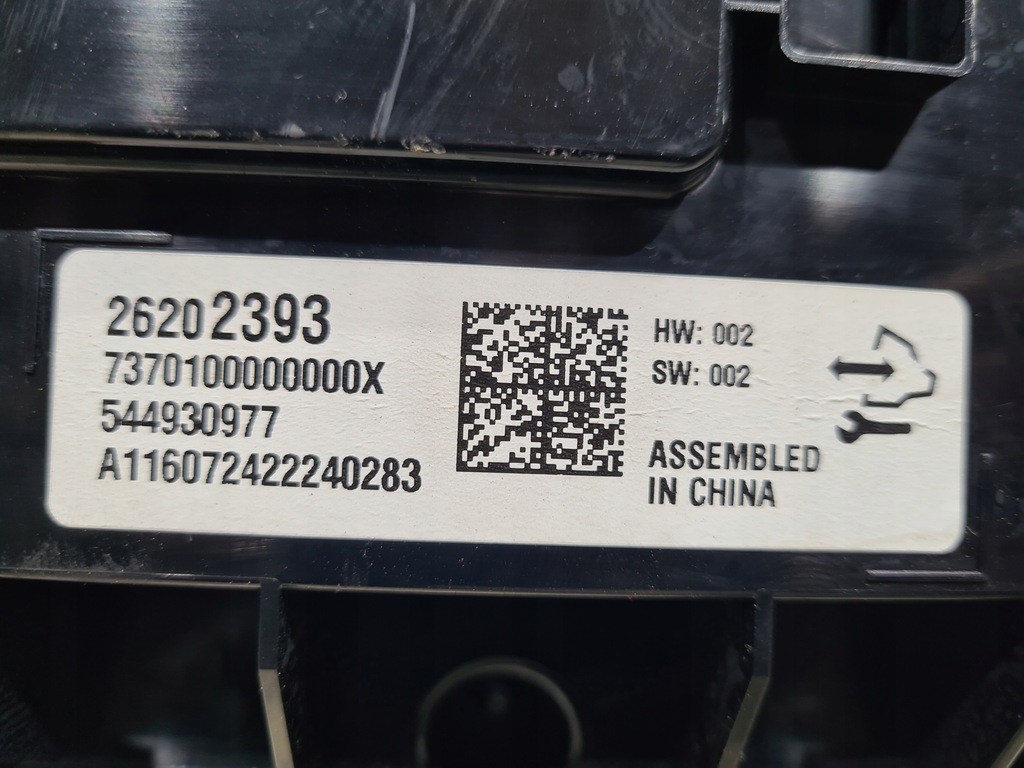 26202393
7370100000000X
544930977
A116072422240283
HW: 002
SW: 002
ASSEMBLED
IN CHINA